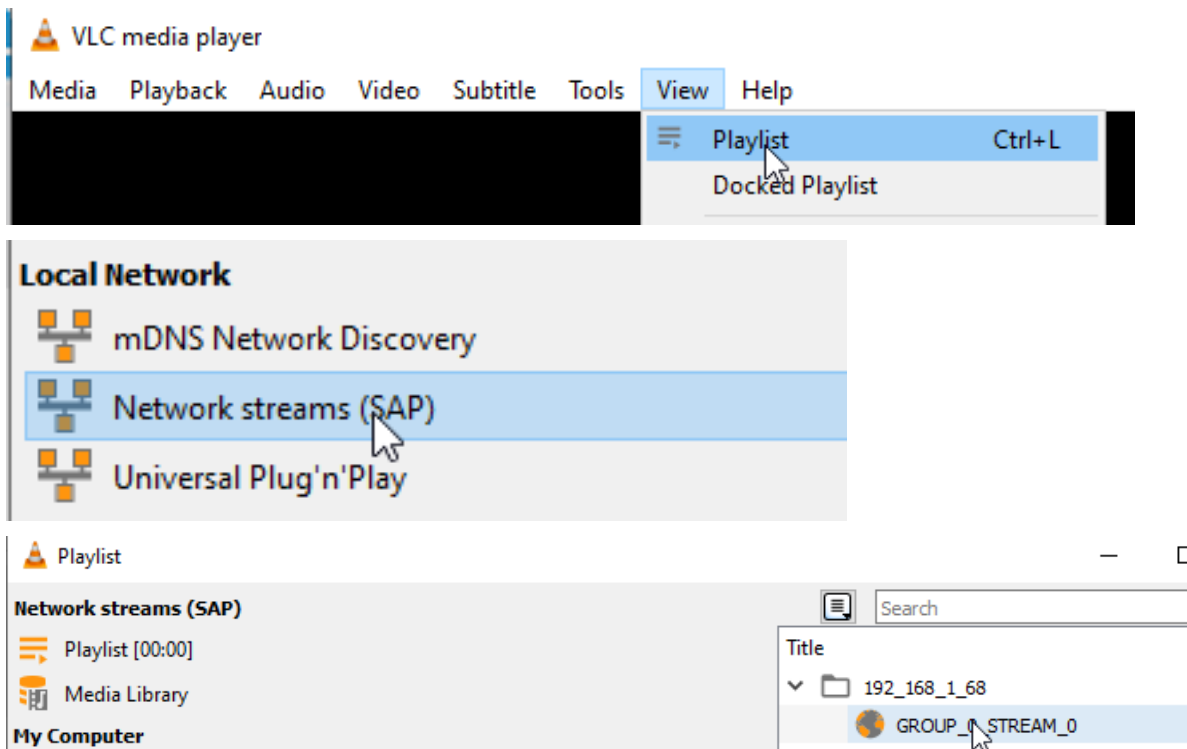 VLC media player
Media Playback Audio Video Subtitle Tools View Help
Playlist Ctrl+L
Docked Playlist
Local Network
mDNS Network Discovery
Network streams (SAP)
Universal Plug'n'Play
Playlist
Network streams (SAP)
Search
Playlist [00:00]
Title
Media Library
192_168_1_68
My Computer
GROUP_0_STREAM_0